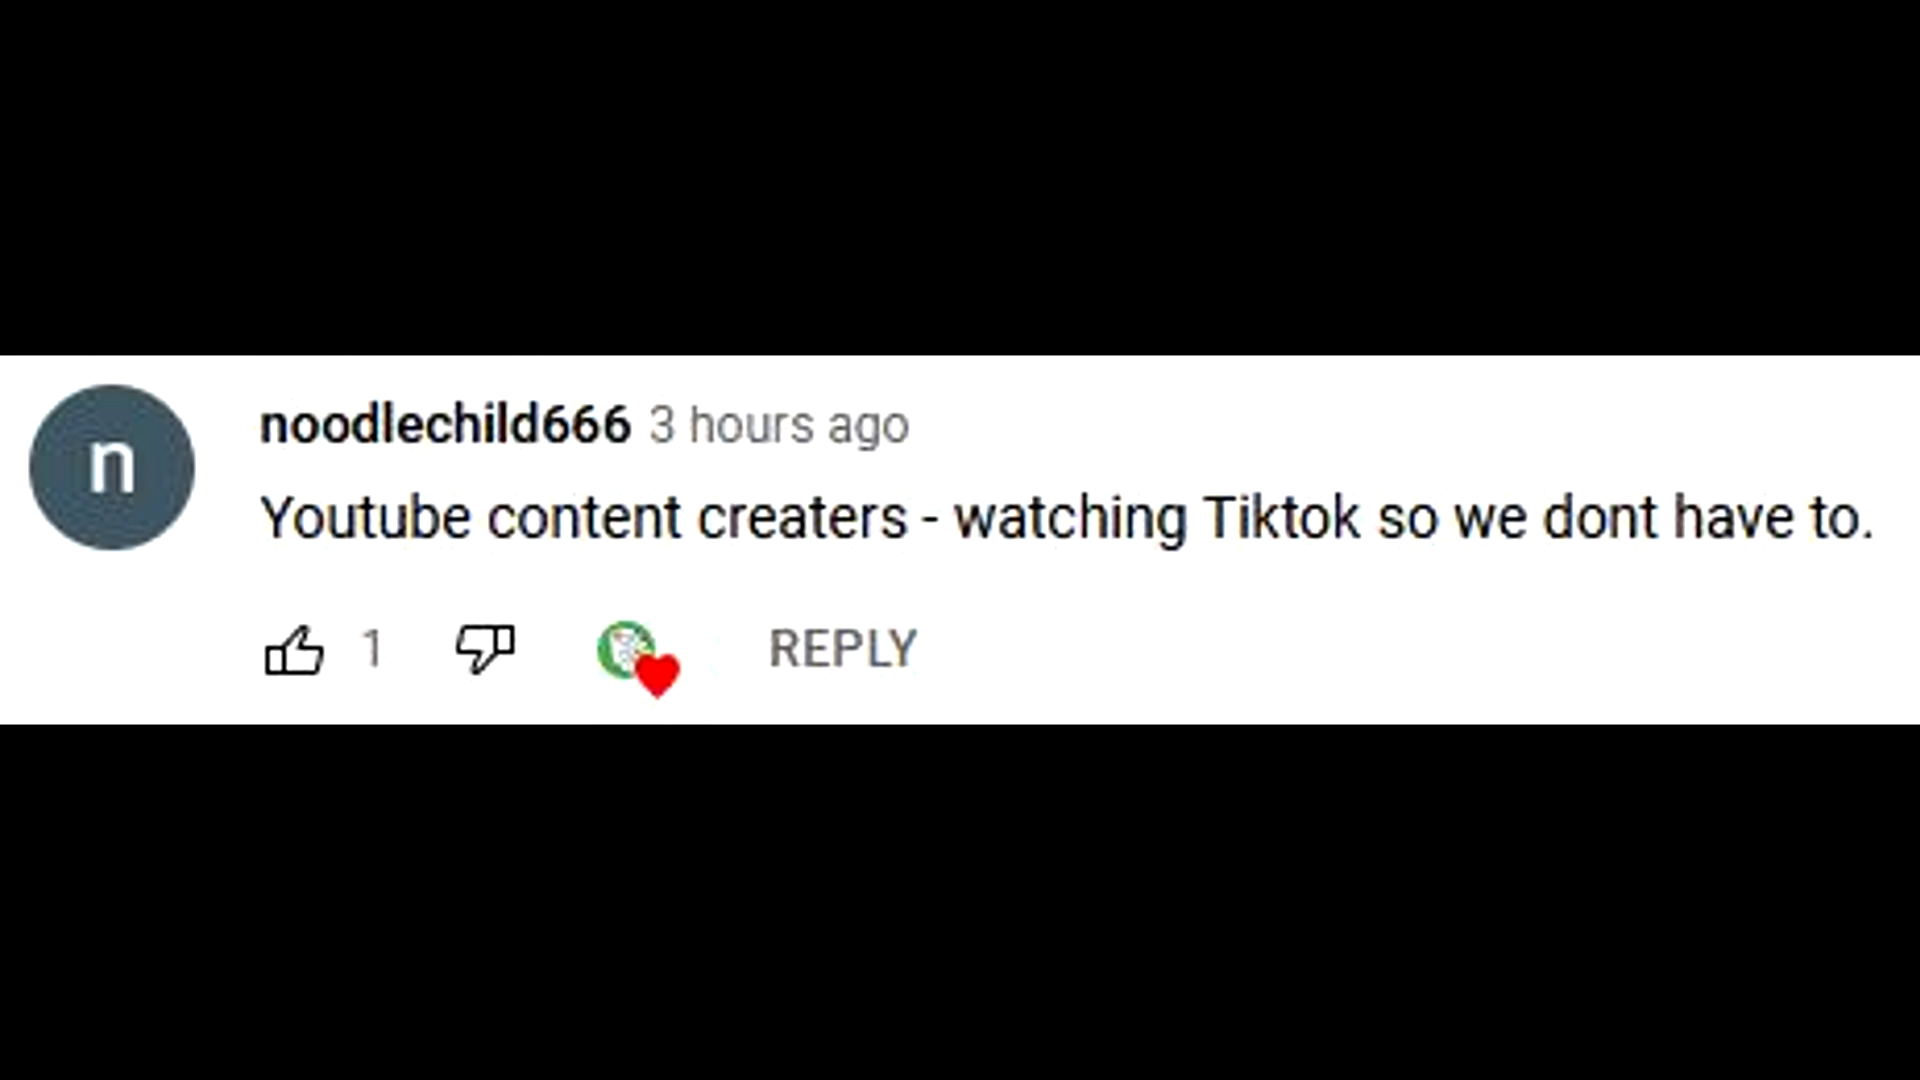 n
noodlechild666 3 hours ago
Youtube content creaters - watching Tiktok so we dont have to.
1 REPLY